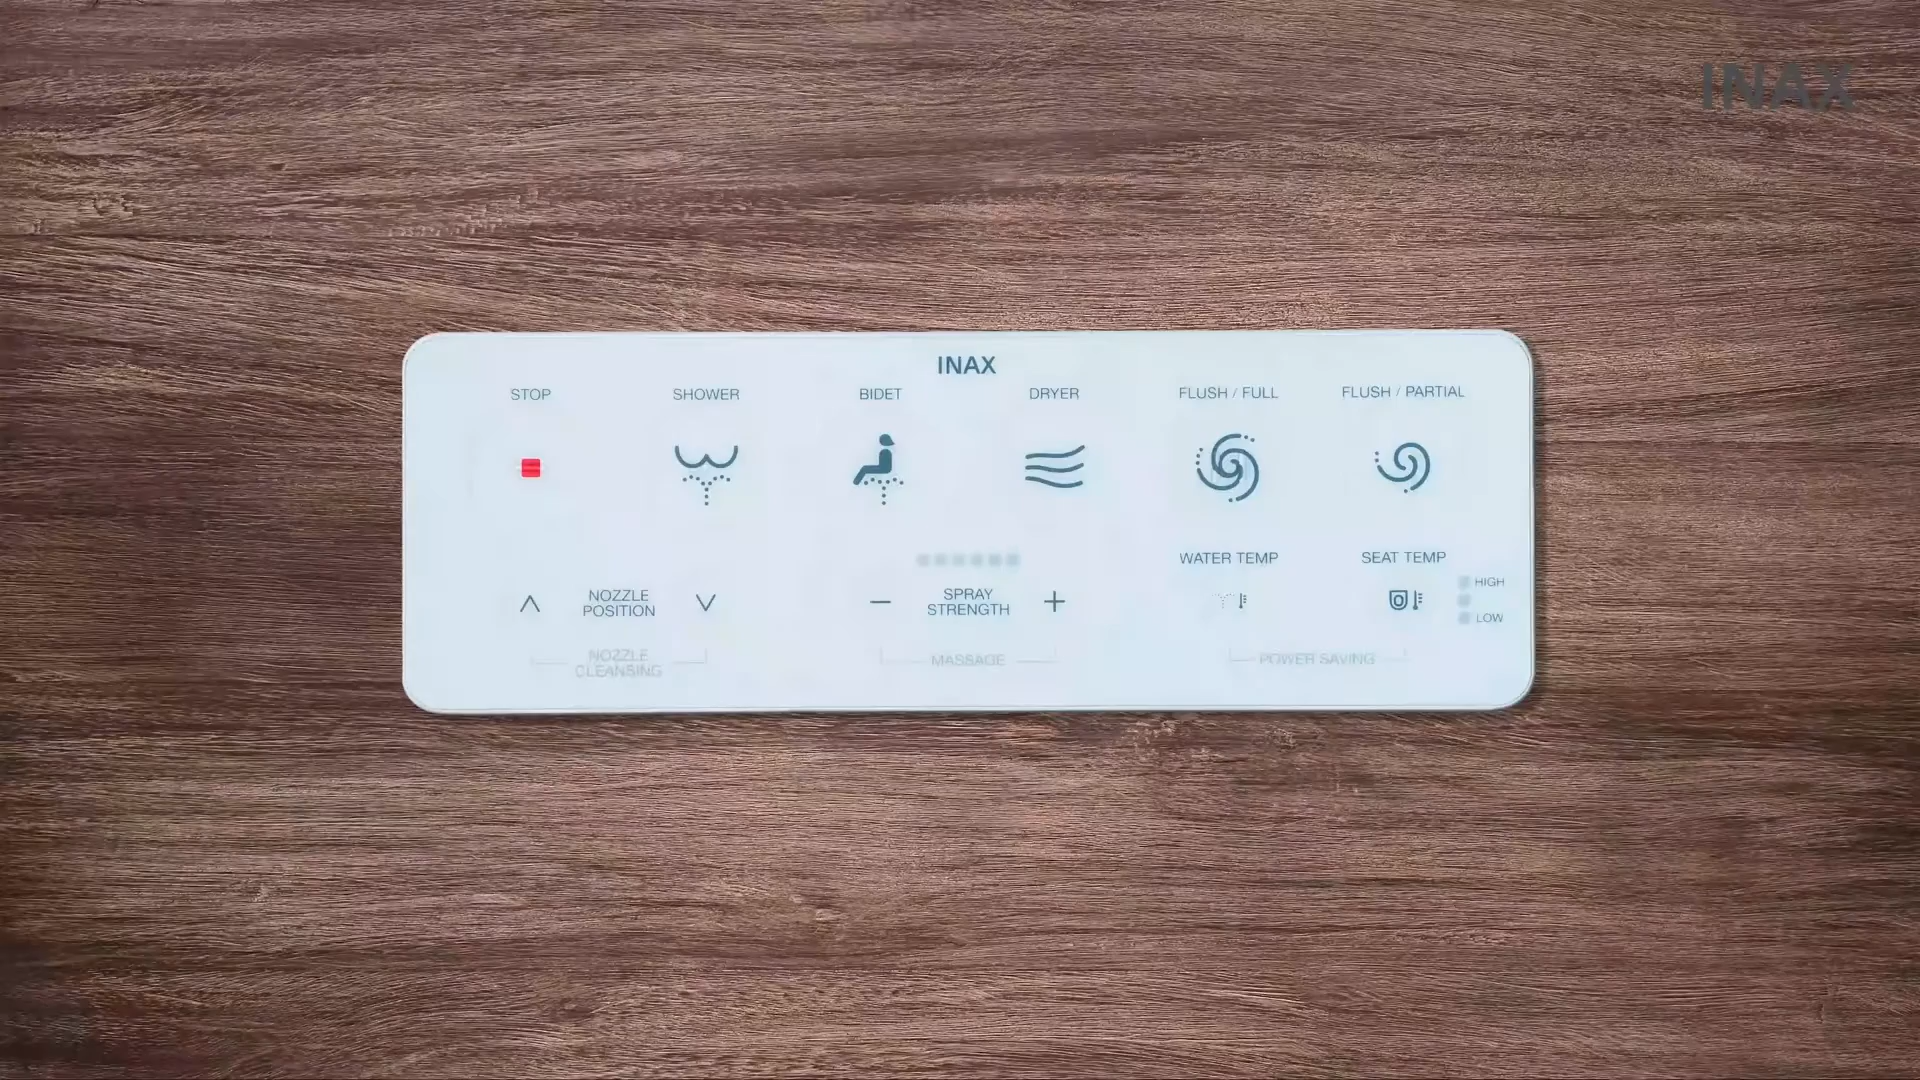 INAX
INAX
STOP
SHOWER
BIDET
DRYER
FLUSH / FULL
FLUSH / PARTIAL
WATER TEMP
SEAT TEMP
HIGH
LOW
NOZZLE
POSITION
SPRAY
STRENGTH
NOZZLE
CLEANSING
MASSAGE
POWER SAVING